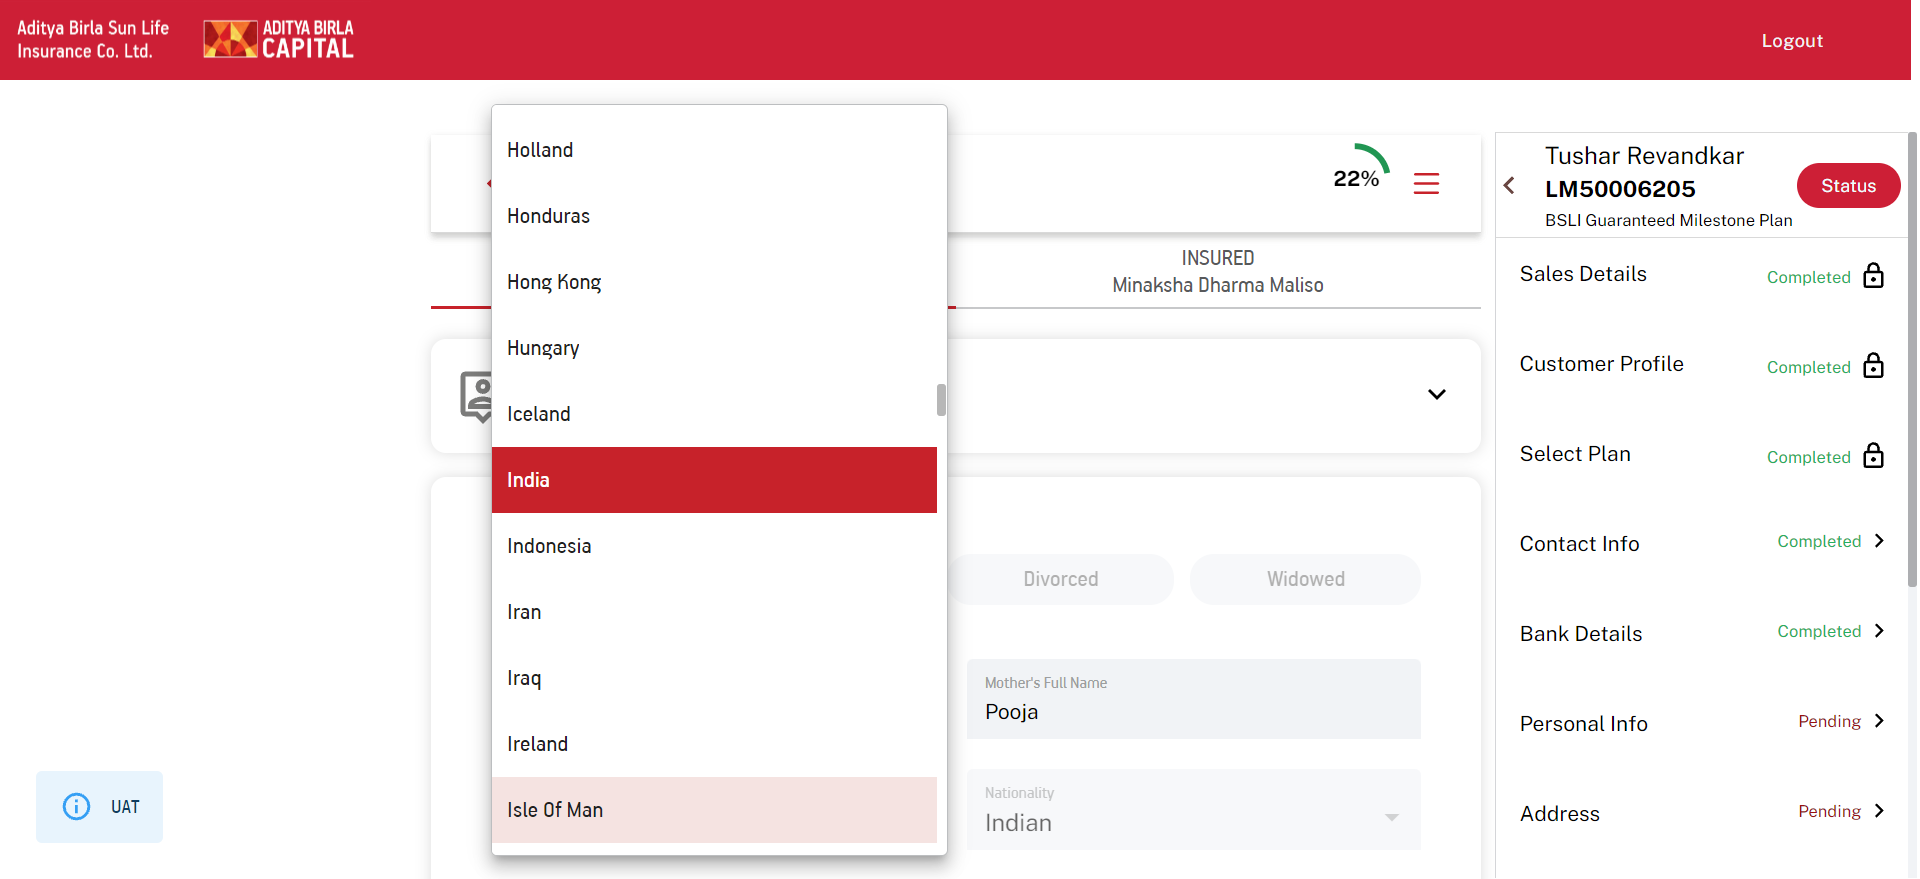 Aditya Birla Sun Life
Insurance Co. Ltd.
ADITYA BIRLA
CAPITAL
Logout
Holland
Honduras
Hong Kong
Hungary
Iceland
India
Indonesia
Iran
Iraq
Ireland
Isle Of Man
22%
INSURED
Minaksha Dharma Maliso
Divorced
Widowed
Mother's Full Name
Pooja
Nationality
Indian
Tushar Revandkar
LM50006205
BSLI Guaranteed Milestone Plan
Status
Sales Details
Completed
Customer Profile
Completed
Select Plan
Completed
Contact Info
Completed
Bank Details
Completed
Personal Info
Pending
Address
Pending
UAT